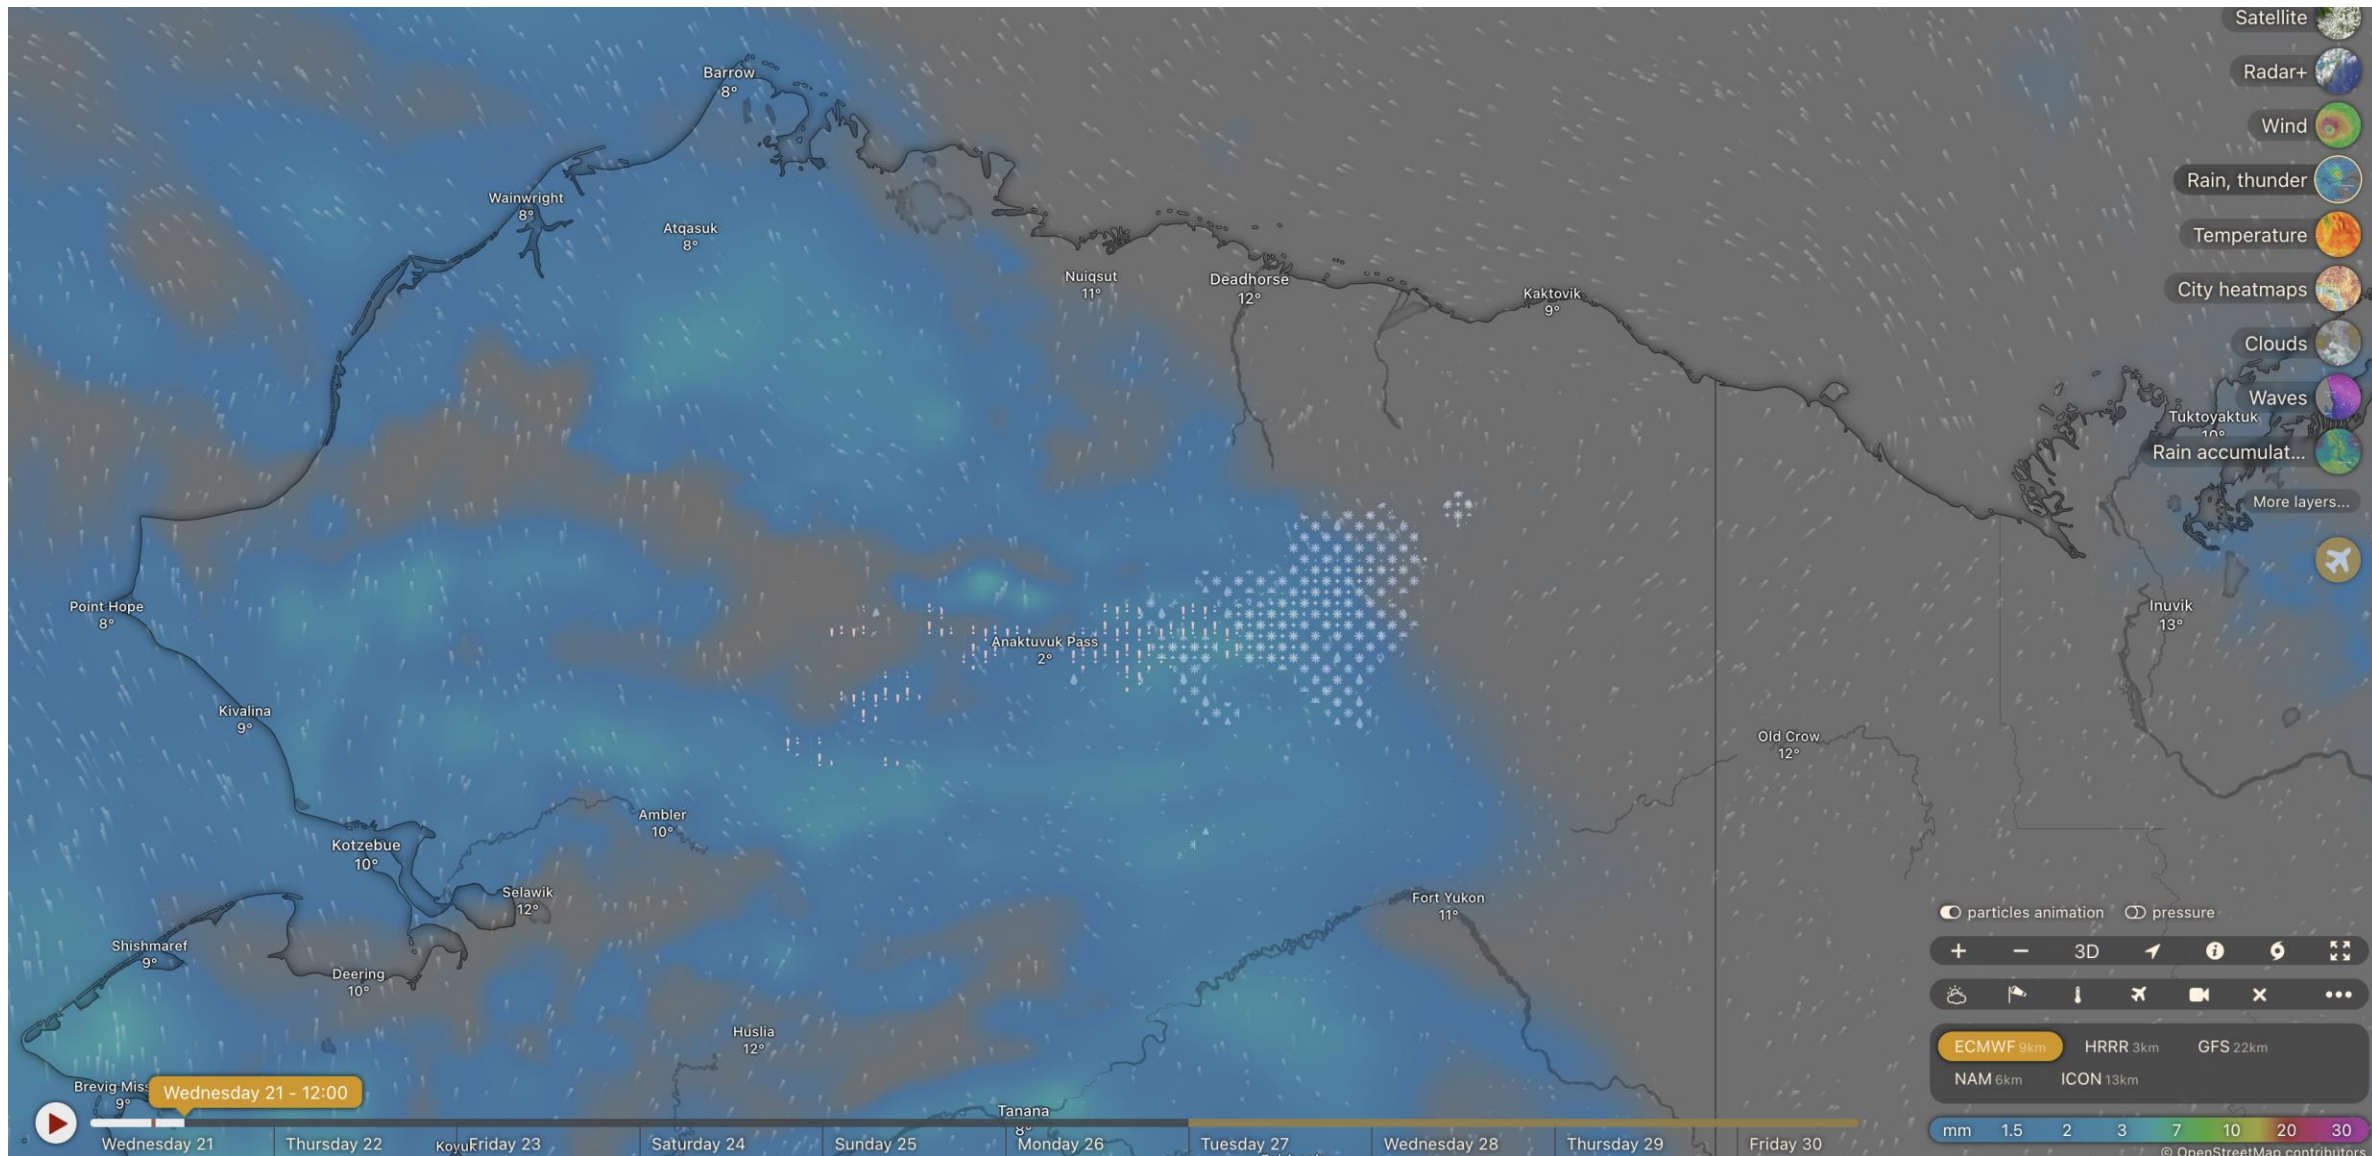 Satellite
Barrow
8°
Radar+
Wind
Rain, thunder
Wainwright
8°
Atqasuk
8°
Temperature
Nuiqsut
11°
Deadhorse
12°
Kaktovik
9°
City heatmaps
Clouds
Waves
Tuktoyaktuk
10°
Rain accumulat...
More layers...
Point Hope
8°
Inuvik
13°
Anaktuvuk Pass
2°
Kivalina
9°
Old Crow
12°
Ambler
10°
Kotzebue
10°
Selawik
12°
Fort Yukon
11°
particles animation
pressure
Shishmaref
9°
Deering
10°
3D
Huslia
12°
ECMWF 9km
HRRR 3km
GFS 22km
NAM 6km
ICON 13km
Brevig Miss
9°
Wednesday 21 - 12:00
Tanana
8°
mm 1.5 2 3 7 10 20 30
Wednesday 21
Thursday 22
Koyuk
Friday 23
Saturday 24
Sunday 25
Monday 26
Tuesday 27
Wednesday 28
Thursday 29
Friday 30
© OpenStreetMap contributors